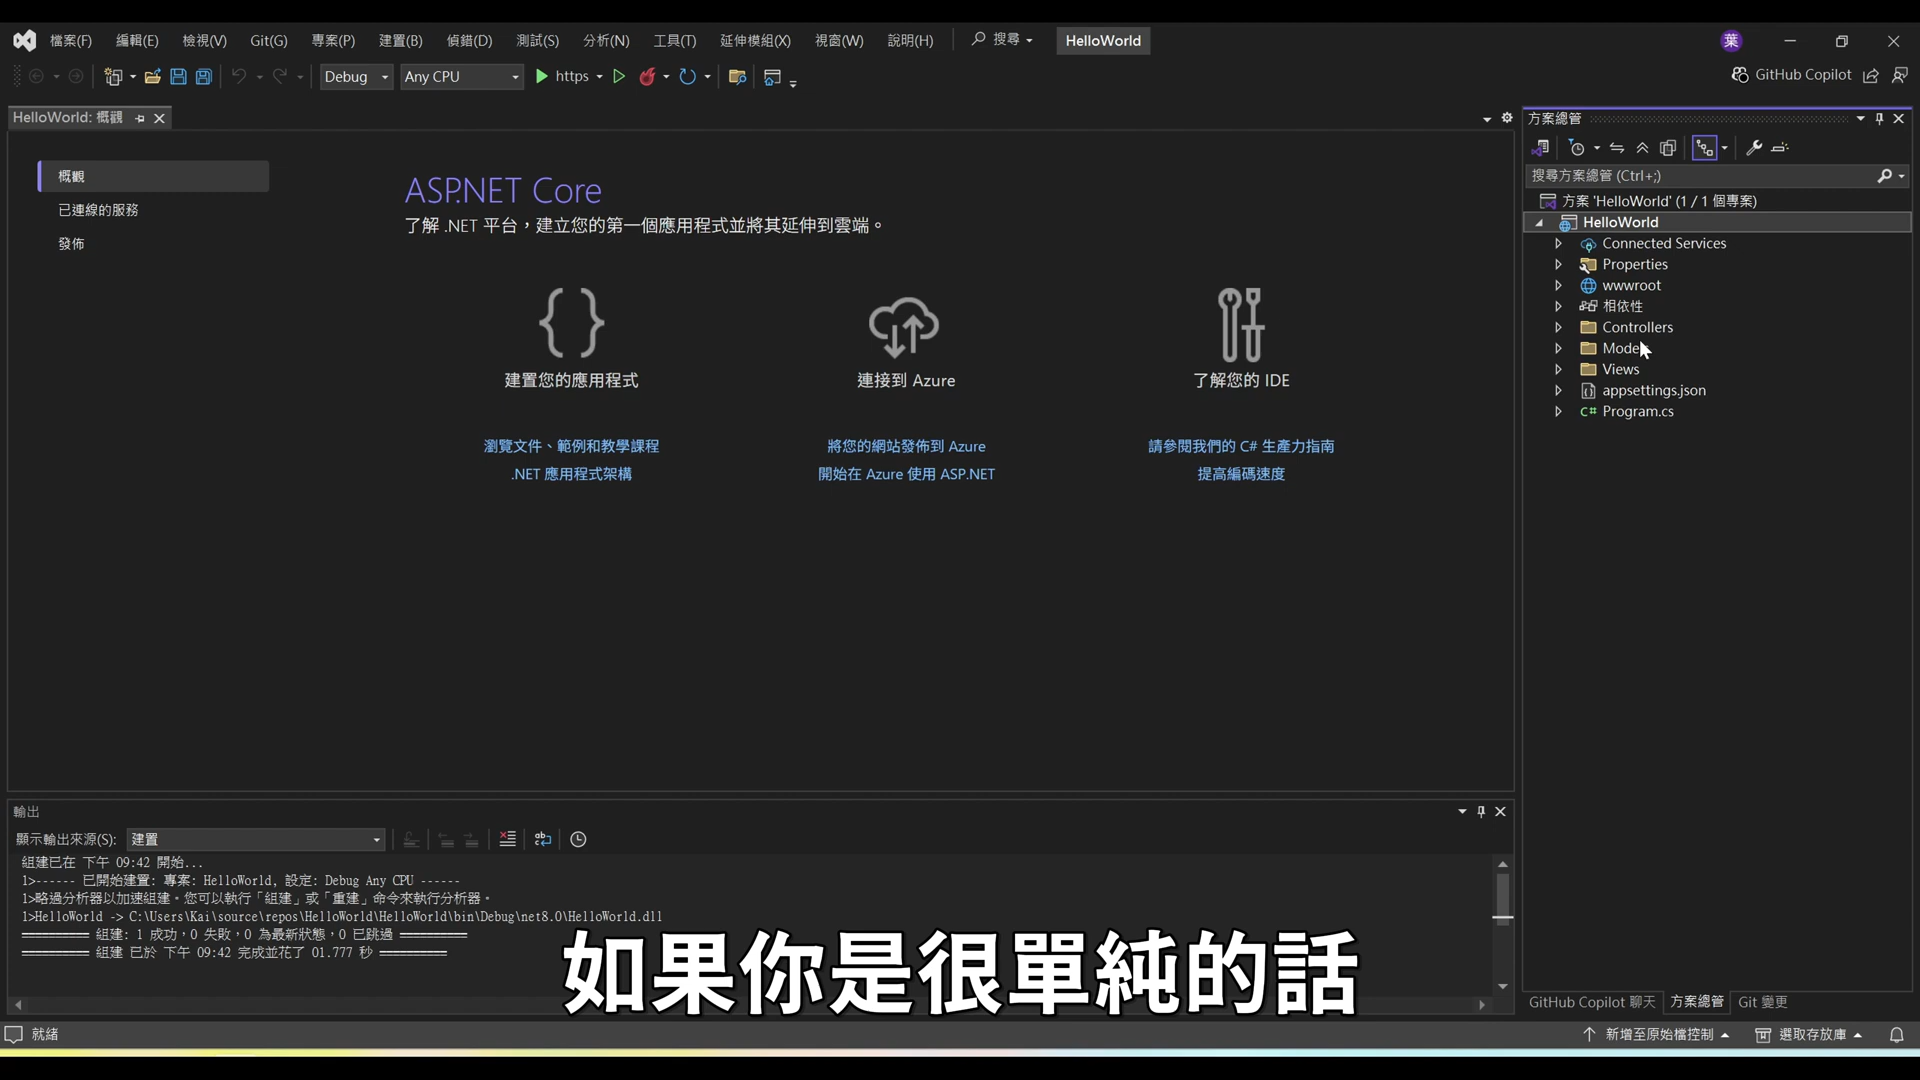 檔案(F) 編輯(E) 檢視(V) Git(G) 專案(P) 建置(B) 偵錯(D) 測試(S) 分析(N) 工具(T) 延伸模組(X) 視窗(W) 說明(H) 搜尋 HelloWorld 葉
Debug Any CPU https GitHub Copilot
HelloWorld: 概觀
概觀
已連線的服務
發佈
ASP.NET Core
了解 .NET 平台，建立您的第一個應用程式並將其延伸到雲端。
建置您的應用程式
瀏覽文件、範例和教學課程
.NET 應用程式架構
連接到 Azure
將您的網站發佈到 Azure
開始在 Azure 使用 ASP.NET
了解您的 IDE
請參閱我們的 C# 生產力指南
提高編碼速度
方案總管
搜尋方案總管 (Ctrl+;)
方案 'HelloWorld' (1 / 1 個專案)
HelloWorld
Connected Services
Properties
wwwroot
相依性
Controllers
Mode
Views
appsettings.json
C# Program.cs
輸出
顯示輸出來源(S): 建置
組建已在 下午 09:42 開始...
1>------ 已開始建置: 專案: HelloWorld, 設定: Debug Any CPU ------
1>略過分析器以加速組建。您可以執行「組建」或「重建」命令來執行分析器。
1>HelloWorld -> C:\Users\Kai\source\repos\HelloWorld\HelloWorld\bin\Debug\net8.0\HelloWorld.dll
========== 組建: 1 成功，0 失敗，0 為最新狀態，0 已跳過 ==========
========== 組建 已於 下午 09:42 完成並花了 01.777 秒 ==========
如果你是很單純的話
GitHub Copilot 聊天 方案總管 Git 變更
就緒 新增至原始檔控制 選取存放庫